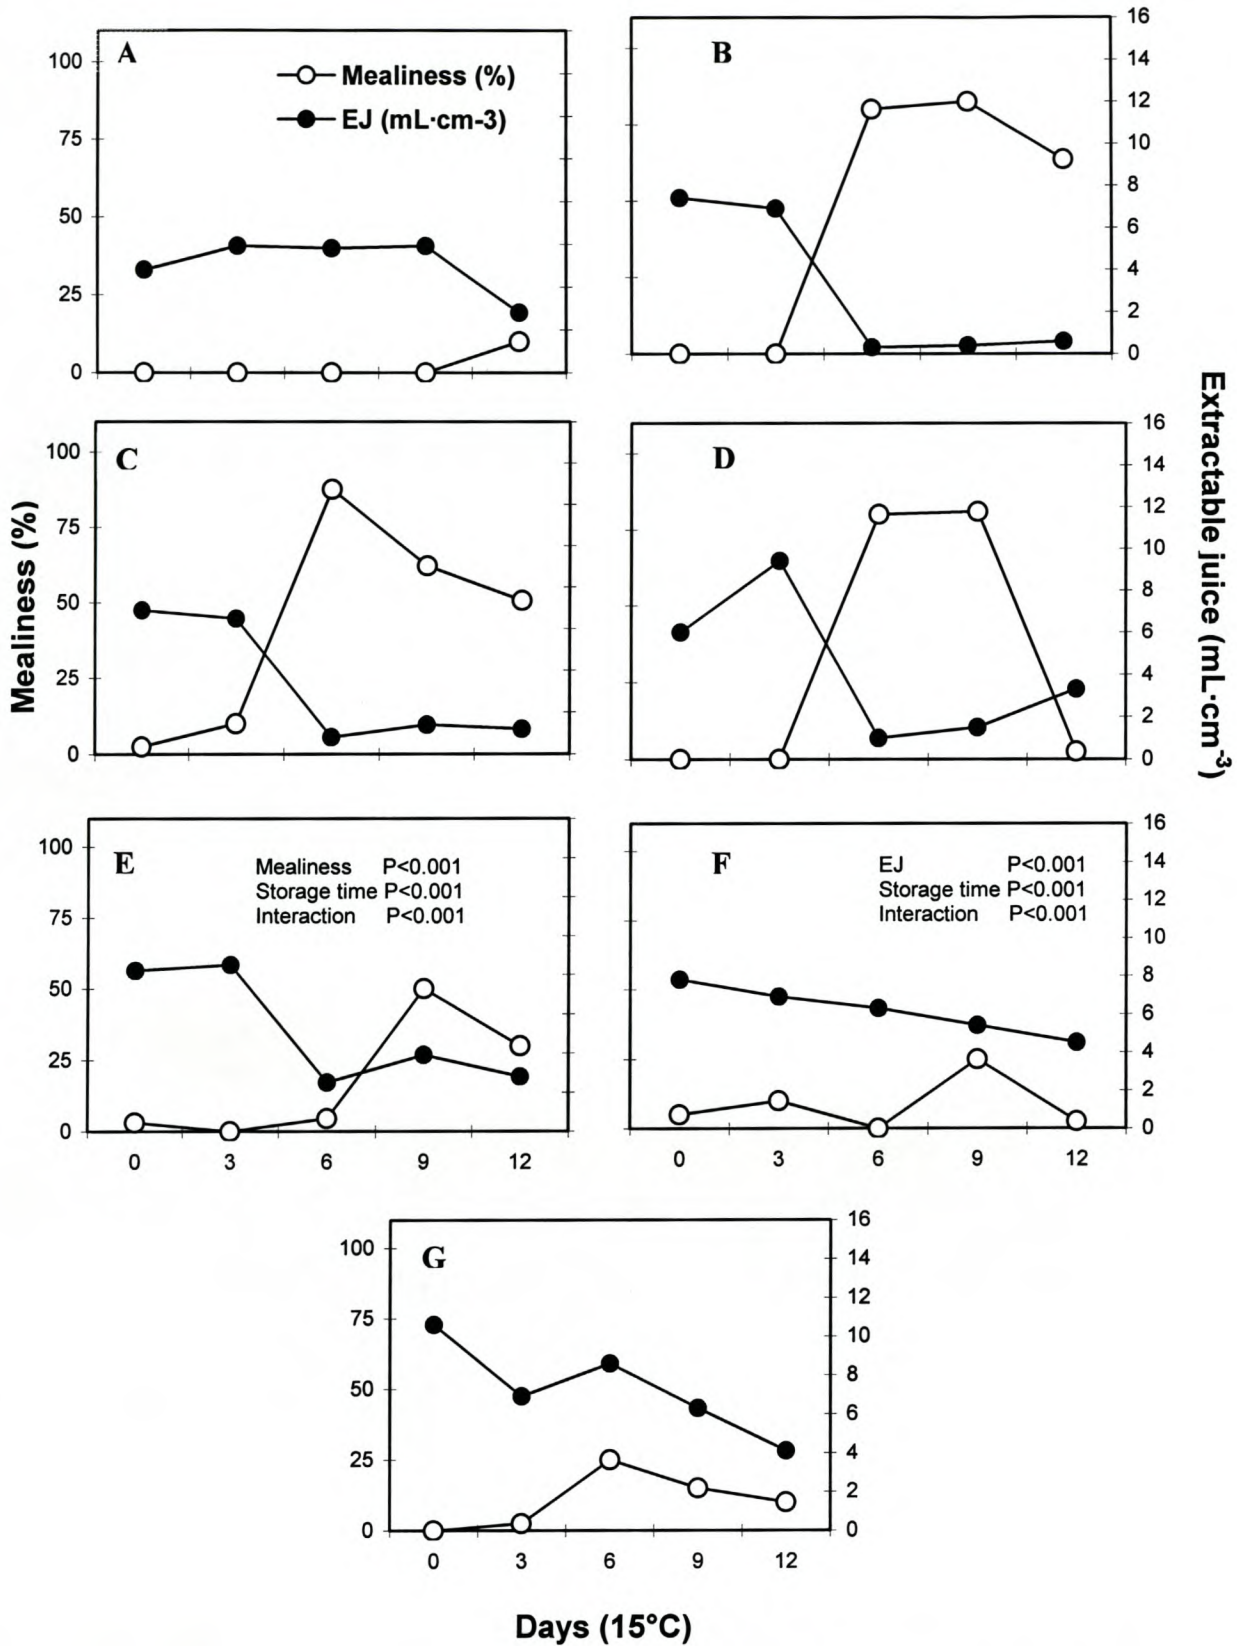 A
Mealiness (%)
EJ (mL·cm-3)
100
75
50
25
0
B
16
14
12
10
8
6
4
2
0
C
100
75
50
25
0
D
16
14
12
10
8
6
4
2
0
Mealiness (%)
Extractable juice (mL·cm-3)
E
Mealiness P<0.001
Storage time P<0.001
Interaction P<0.001
100
75
50
25
0
0 3 6 9 12
F
EJ P<0.001
Storage time P<0.001
Interaction P<0.001
16
14
12
10
8
6
4
2
0
0 3 6 9 12
G
100
75
50
25
0
16
14
12
10
8
6
4
2
0
0 3 6 9 12
Days (15°C)